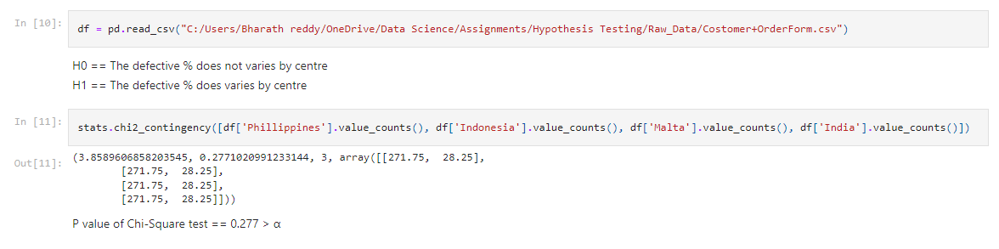 In [10]: df = pd.read_csv("C:/Users/Bharath reddy/OneDrive/Data Science/Assignments/Hypothesis Testing/Raw_Data/Costomer+OrderForm.csv")
H0 == The defective % does not varies by centre
H1 == The defective % does varies by centre
In [11]: stats.chi2_contingency([df['Phillippines'].value_counts(), df['Indonesia'].value_counts(), df['Malta'].value_counts(), df['India'].value_counts()])
Out[11]: (3.8589606858203545, 0.2771020991233144, 3, array([[271.75,  28.25],
[271.75,  28.25],
[271.75,  28.25],
[271.75,  28.25]]))
P value of Chi-Square test == 0.277 > α